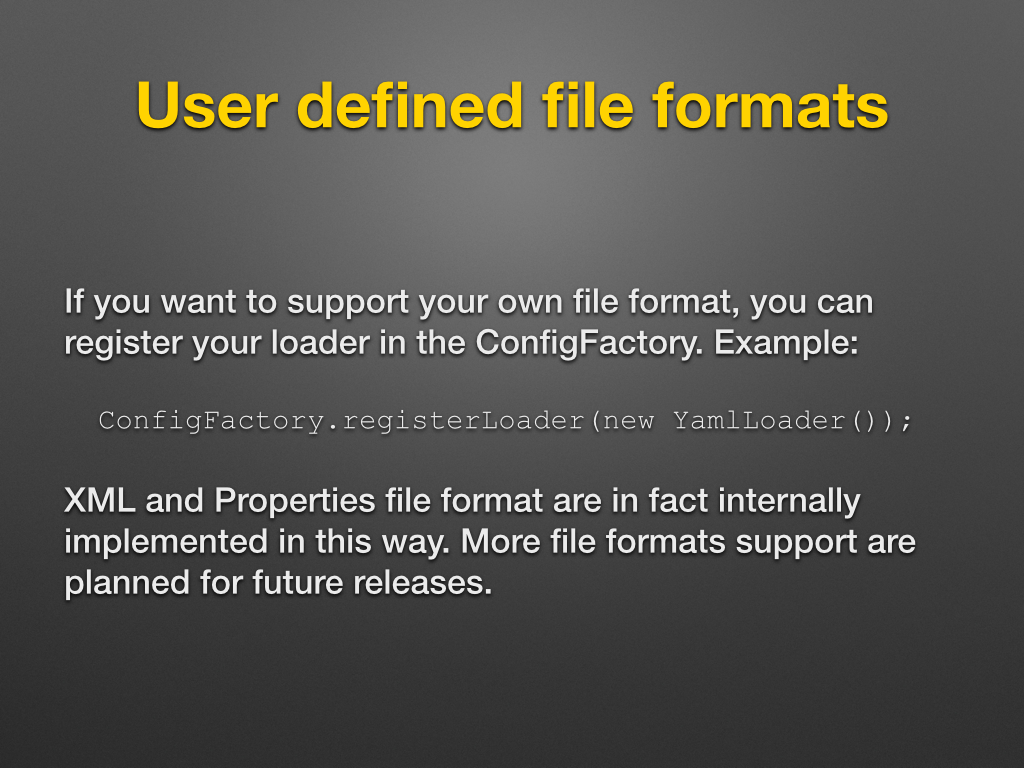 User defined file formats
If you want to support your own file format, you can
register your loader in the ConfigFactory. Example:
ConfigFactory.registerLoader(new YamlLoader());
XML and Properties file format are in fact internally
implemented in this way. More file formats support are
planned for future releases.